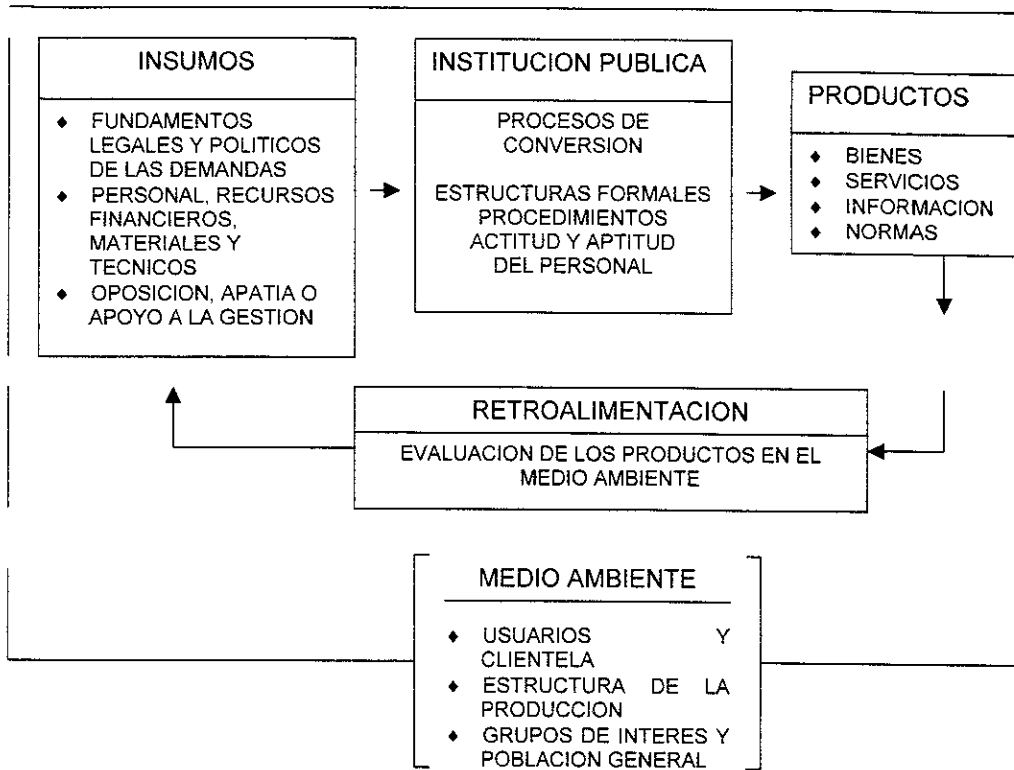 INSUMOS
♦ FUNDAMENTOS
LEGALES Y POLITICOS
DE LAS DEMANDAS
♦ PERSONAL, RECURSOS
FINANCIEROS,
MATERIALES Y
TECNICOS
♦ OPOSICION, APATIA O
APOYO A LA GESTION
INSTITUCION PUBLICA
PROCESOS DE
CONVERSION
ESTRUCTURAS FORMALES
PROCEDIMIENTOS
ACTITUD Y APTITUD
DEL PERSONAL
PRODUCTOS
♦ BIENES
♦ SERVICIOS
♦ INFORMACION
♦ NORMAS
RETROALIMENTACION
EVALUACION DE LOS PRODUCTOS EN EL
MEDIO AMBIENTE
MEDIO AMBIENTE
♦ USUARIOS Y
CLIENTELA
♦ ESTRUCTURA DE LA
PRODUCCION
♦ GRUPOS DE INTERES Y
POBLACION GENERAL